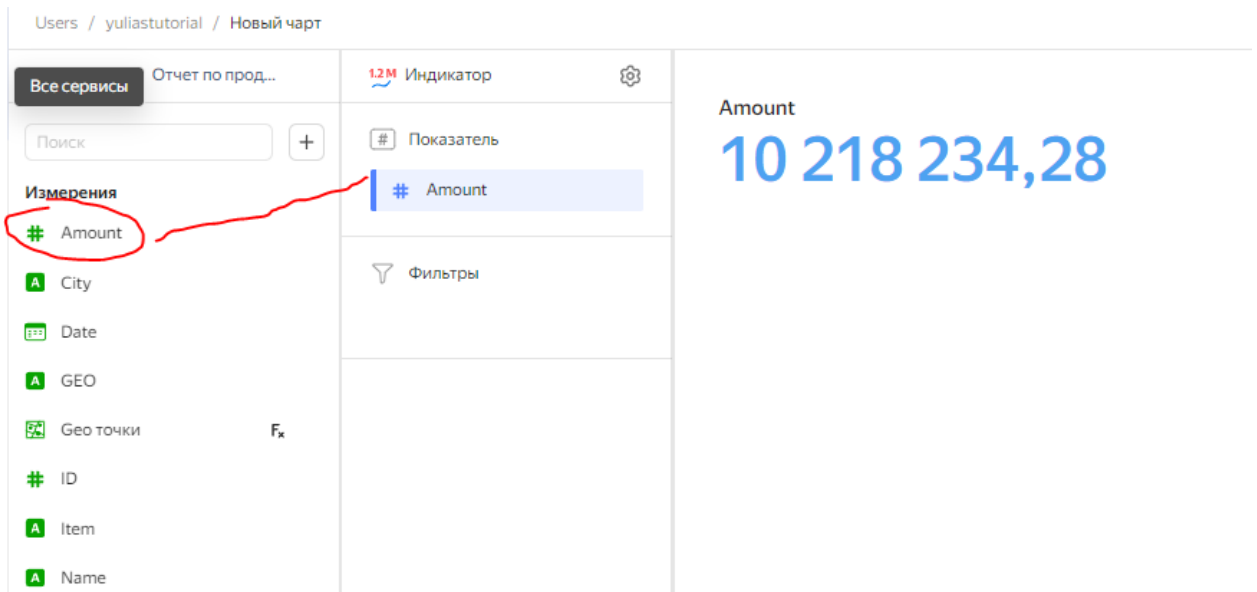 Users / yuliastutorial / Новый чарт
Все сервисы
Отчет по прод...
Поиск
+
Измерения
# Amount
A City
Date
A GEO
Geo точки Fx
# ID
A Item
A Name
1.2M Индикатор
# Показатель
# Amount
Фильтры
Amount
10 218 234,28